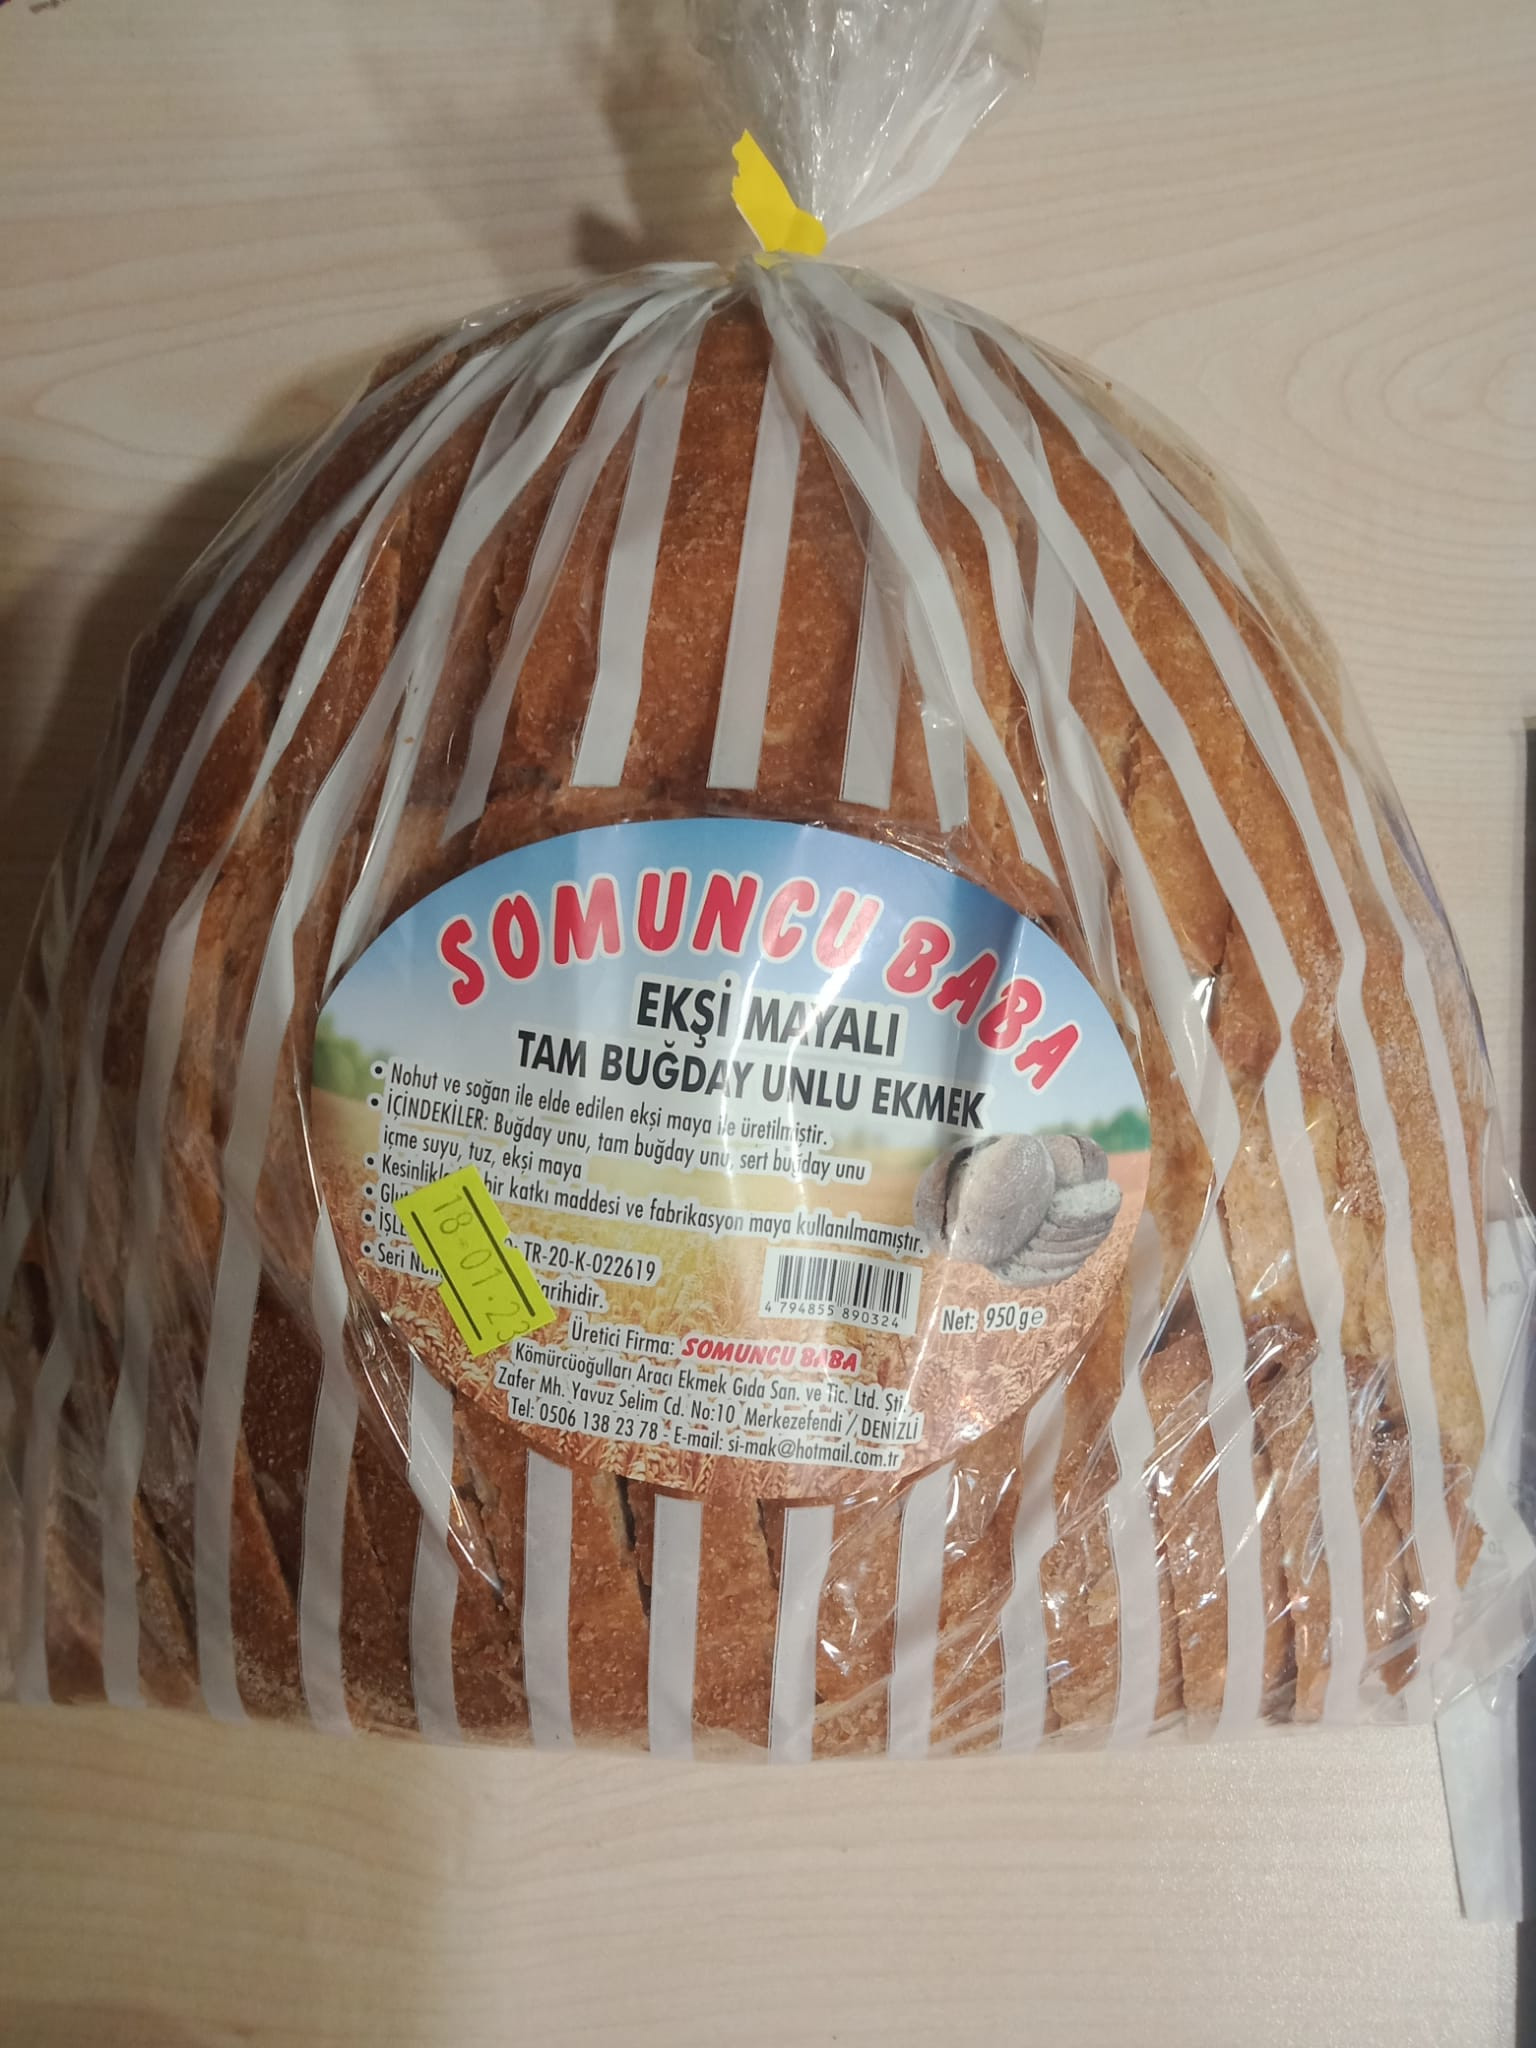 SOMUNCU BABA
EKŞİ MAYALI
TAM BUĞDAY UNLU EKMEK
• Nohut ve soğan ile elde edilen ekşi maya ile üretilmiştir.
• İÇİNDEKİLER: Buğday unu, tam buğday unu, sert buğday unu
içme suyu, tuz, ekşi maya
• bir katkı maddesi ve fabrikasyon maya kullanılmamıştır.
•
• TR-20-K-022619
• Seri
18.01.23
4 794855 890324
Net: 950 g e
Üretici Firma: SOMUNCU BABA
Kömürcüoğulları Aracı Ekmek Gıda San. ve Tic. Ltd. Şti.
Zafer Mh. Yavuz Selim Cd. No:10 Merkezefendi / DENİZLİ
Tel: 0506 138 23 78 - E-mail: si-mak@hotmail.com.tr